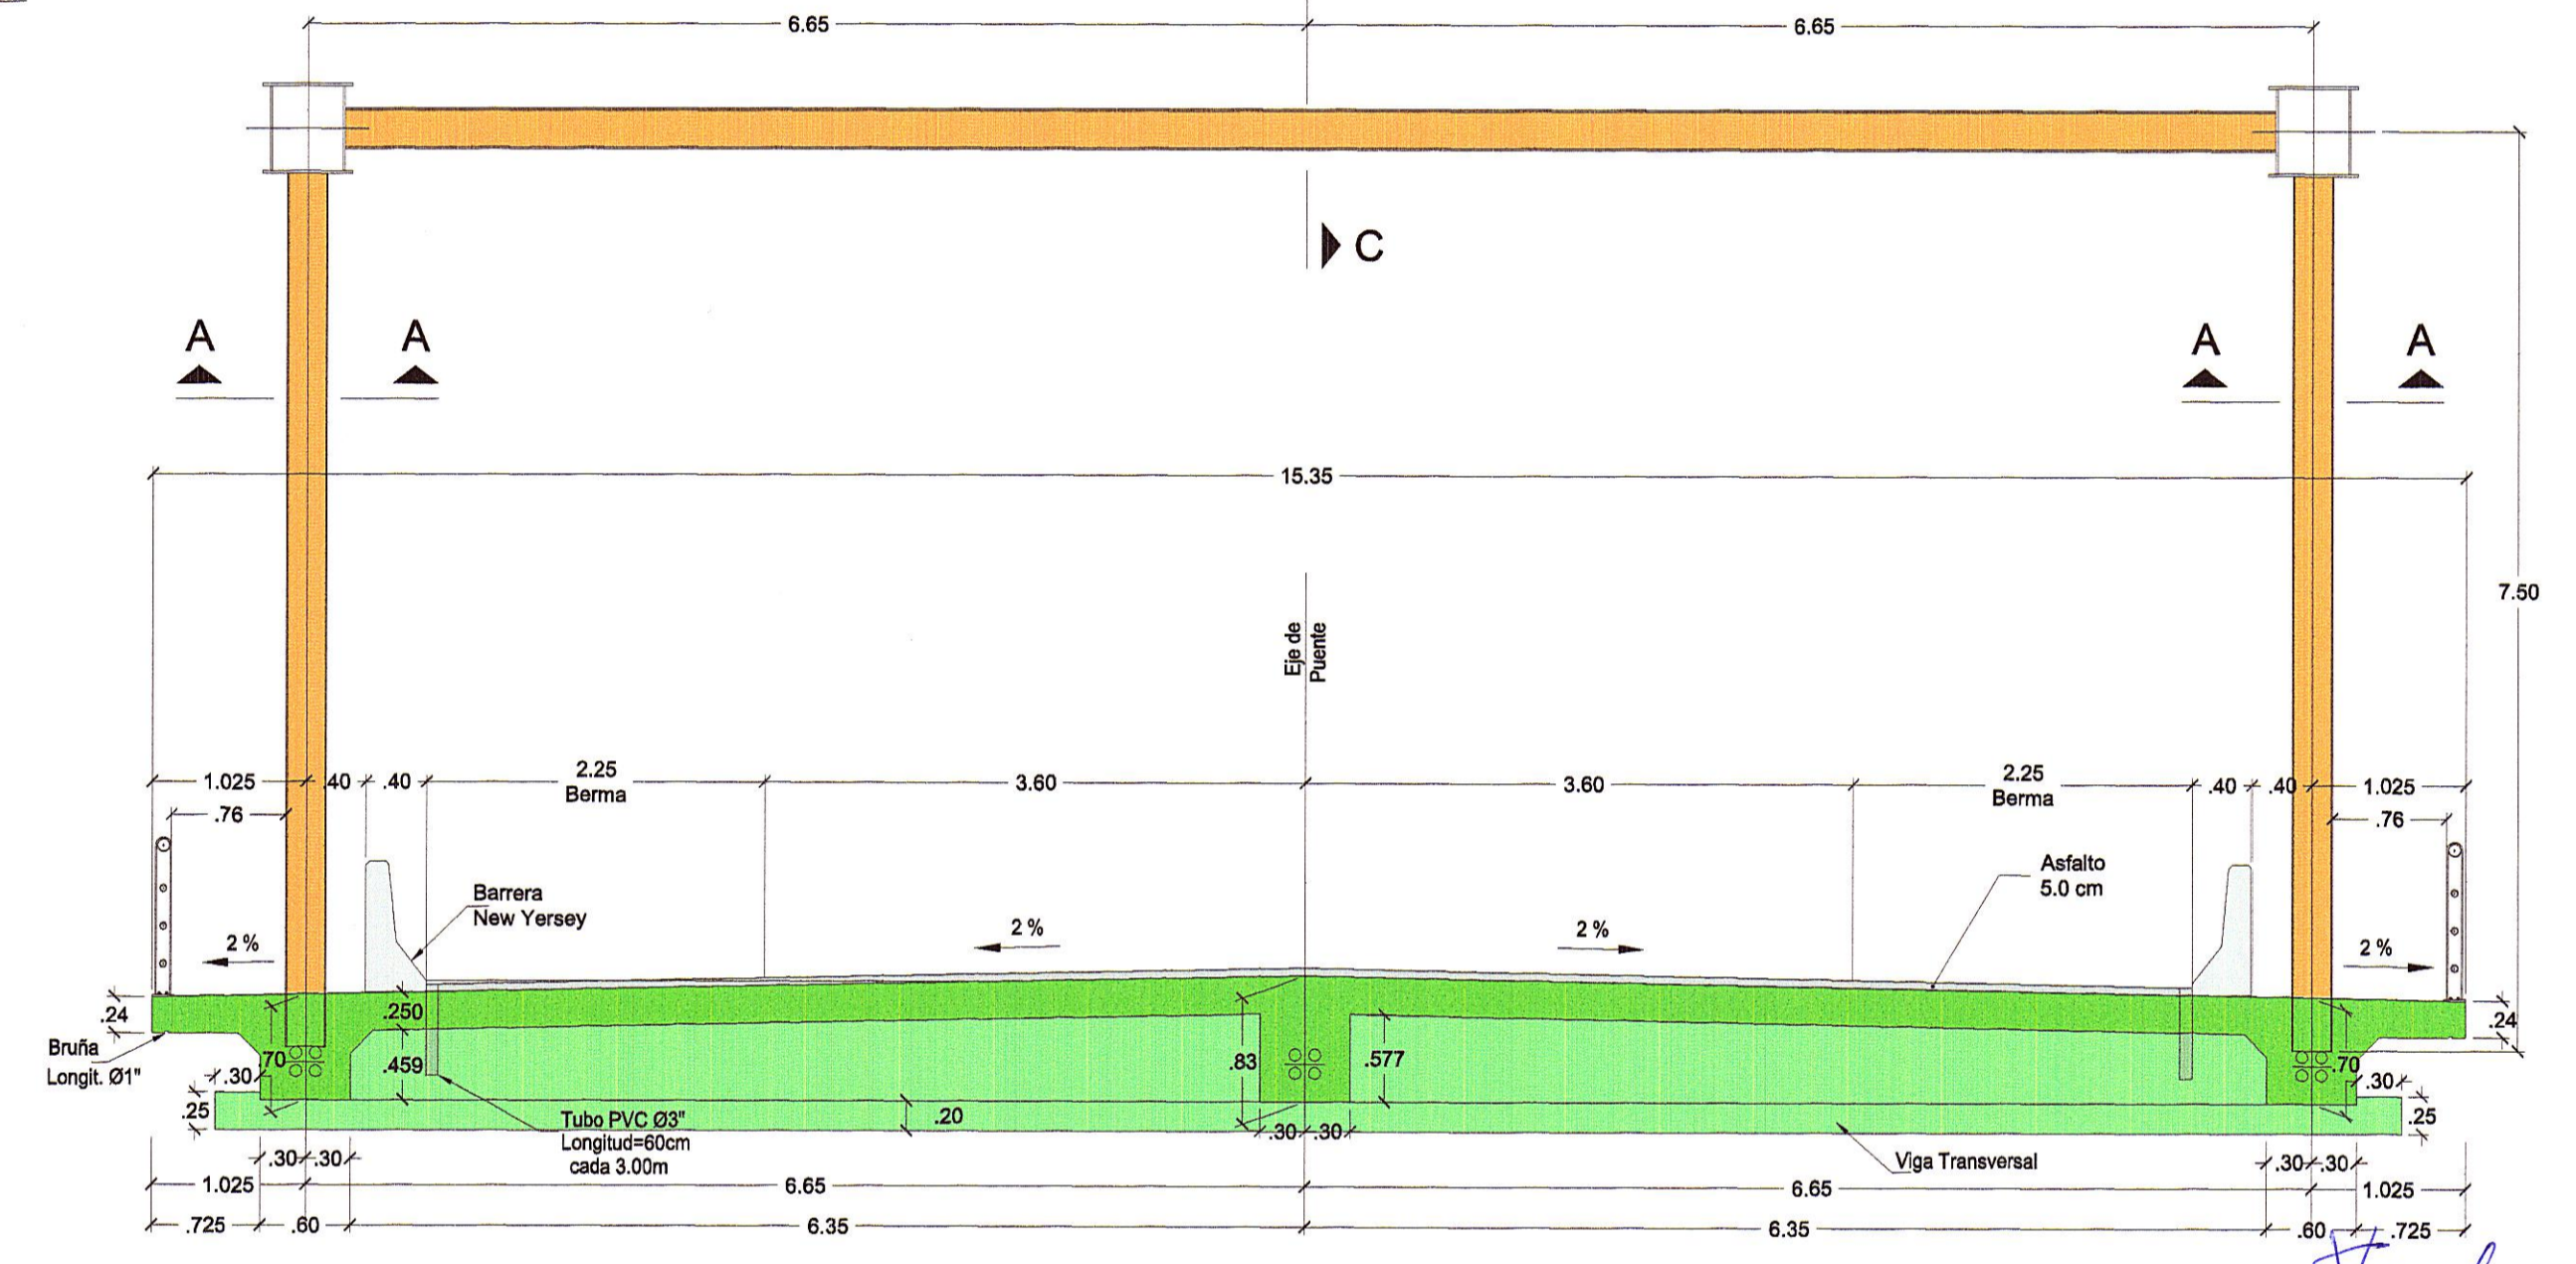 6.65 6.65
C
A A A A
15.35
7.50
Eje de
Puente
1.025 .40 .40 2.25 3.60 3.60 2.25 .40 .40 1.025
Berma Berma
.76 .76
Barrera
New Yersey
Asfalto
5.0 cm
2 % 2 % 2 % 2 %
.24 .250 .24
Bruña
Longit. Ø1"
.70 .459 .83 .577 .70
.30 .30
.25 .20 .25
Tubo PVC Ø3"
Longitud=60cm
cada 3.00m
.30 .30
Viga Transversal
.30 .30 .30 .30
1.025 6.65 6.65 1.025
.725 .60 6.35 6.35 .60 .725